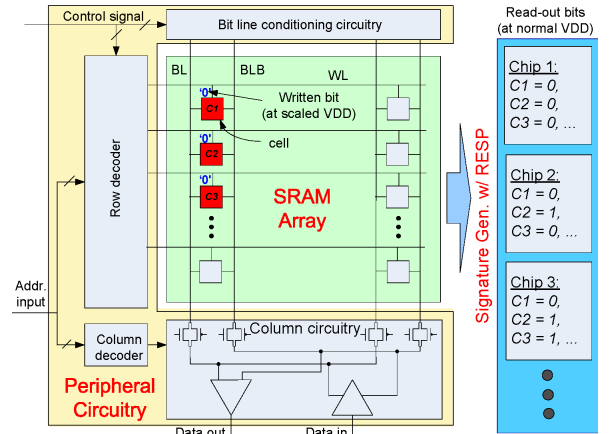 Control signal
Bit line conditioning circuitry
Read-out bits
(at normal VDD)
BL
BLB
WL
'0'
C1
Written bit
(at scaled VDD)
cell
'0'
C2
'0'
C3
SRAM
Array
Row decoder
Addr.
input
Column
decoder
Column circuitry
Peripheral
Circuitry
Data out
Data in
Signature Gen. w/ RESP
Chip 1:
C1 = 0,
C2 = 0,
C3 = 0, ...
Chip 2:
C1 = 0,
C2 = 1,
C3 = 0, ...
Chip 3:
C1 = 0,
C2 = 1,
C3 = 1, ...